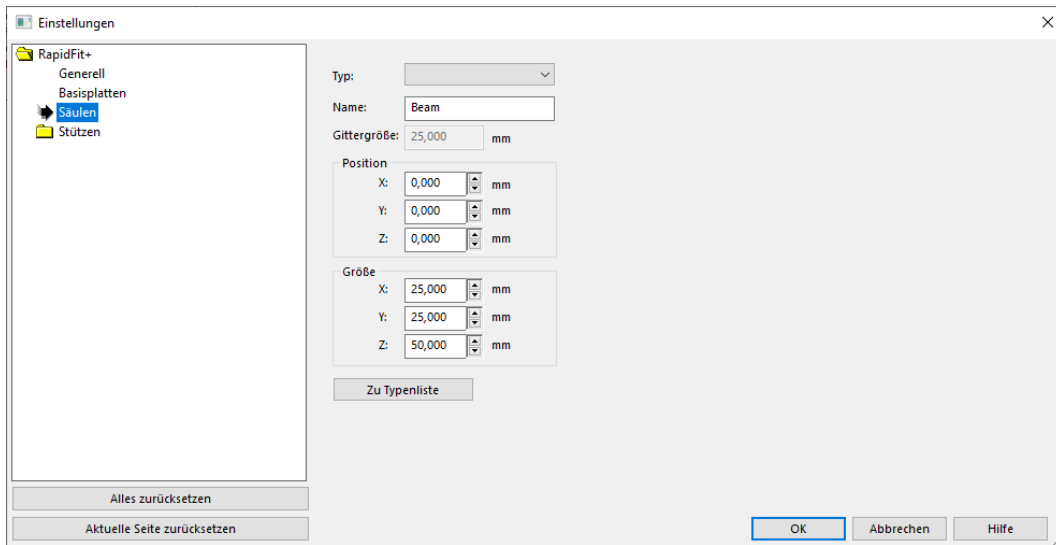 Einstellungen
RapidFit+
Generell
Basisplatten
Säulen
Stützen
Typ:
Name: Beam
Gittergröße: 25,000 mm
Position
X: 0,000 mm
Y: 0,000 mm
Z: 0,000 mm
Größe
X: 25,000 mm
Y: 25,000 mm
Z: 50,000 mm
Zu Typenliste
Alles zurücksetzen
Aktuelle Seite zurücksetzen
OK Abbrechen Hilfe